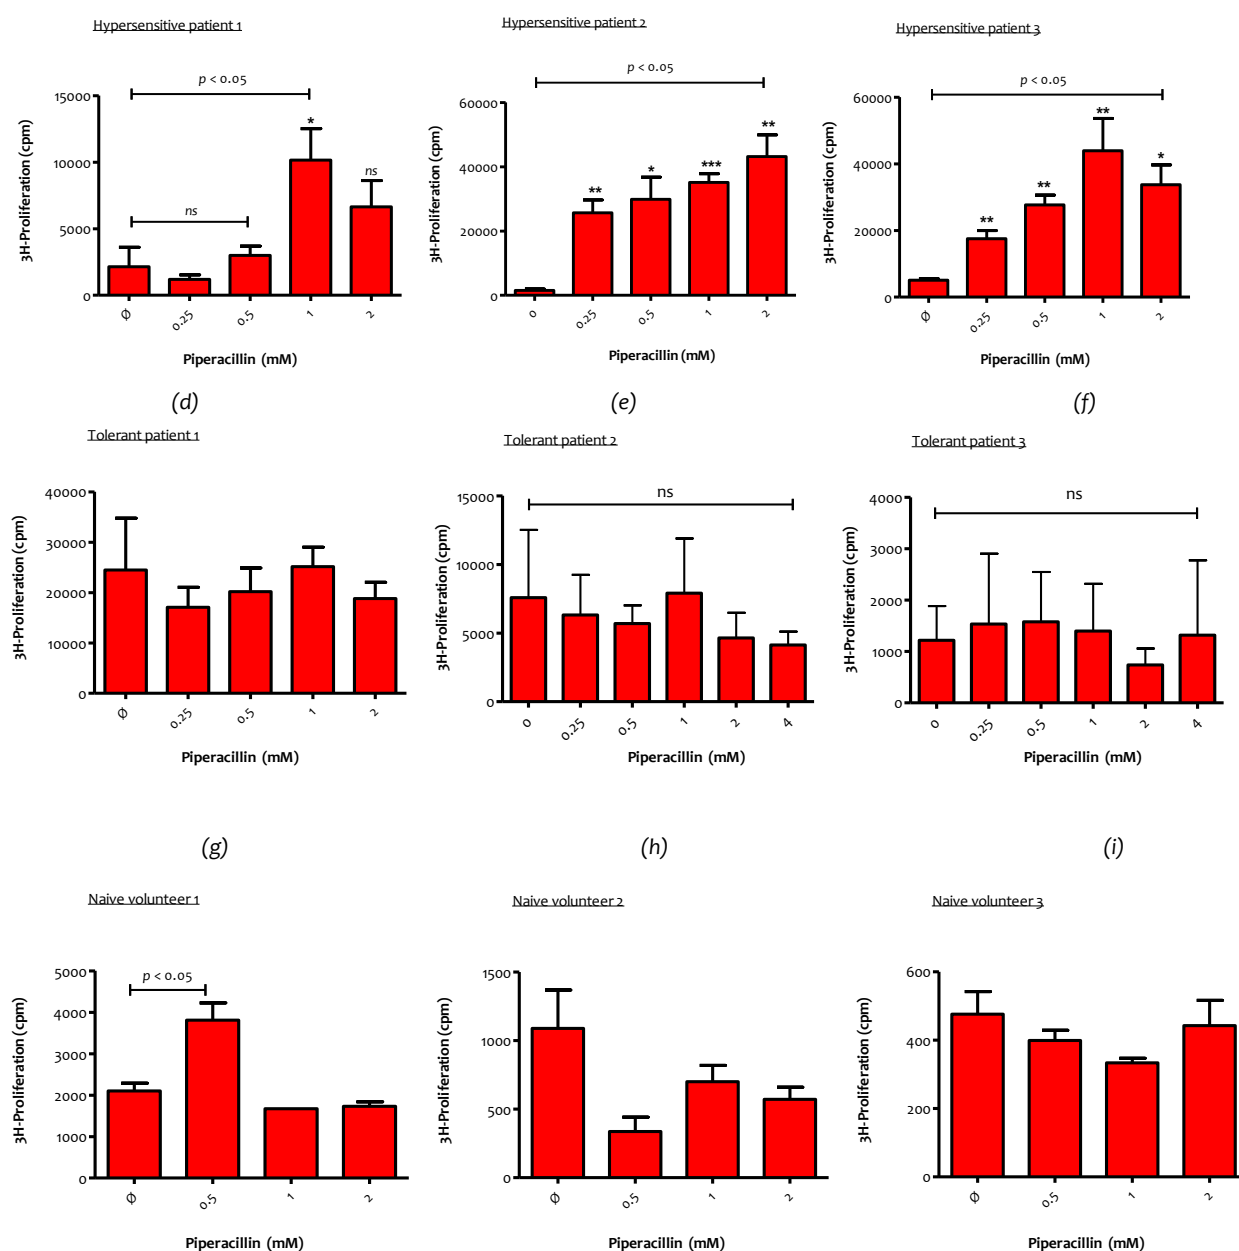 Hypersensitive patient 1
Hypersensitive patient 2
Hypersensitive patient 3
p < 0.05
3H-Proliferation (cpm)
15000
10000
5000
0
ns
*
ns
Ø
0.25
0.5
1
2
Piperacillin (mM)
p < 0.05
3H-Proliferation (cpm)
60000
40000
20000
0
**
*
***
**
0
0.25
0.5
1
2
Piperacillin (mM)
p < 0.05
3H-Proliferation (cpm)
60000
40000
20000
0
**
**
**
*
Ø
0.25
0.5
1
2
Piperacillin (mM)
(d)
(e)
(f)
Tolerant patient 1
Tolerant patient 2
Tolerant patient 3
3H-Proliferation (cpm)
40000
30000
20000
10000
0
Ø
0.25
0.5
1
2
Piperacillin (mM)
ns
3H-Proliferation (cpm)
15000
10000
5000
0
0
0.25
0.5
1
2
4
Piperacillin (mM)
ns
3H-Proliferation (cpm)
4000
3000
2000
1000
0
0
0.25
0.5
1
2
4
Piperacillin (mM)
(g)
(h)
(i)
Naive volunteer 1
Naive volunteer 2
Naive volunteer 3
p < 0.05
3H-Proliferation (cpm)
5000
4000
3000
2000
1000
0
Ø
0.5
1
2
Piperacillin (mM)
3H-Proliferation (cpm)
1500
1000
500
0
Ø
0.5
1
2
Piperacillin (mM)
3H-Proliferation (cpm)
600
400
200
0
Ø
0.5
1
2
Piperacillin (mM)